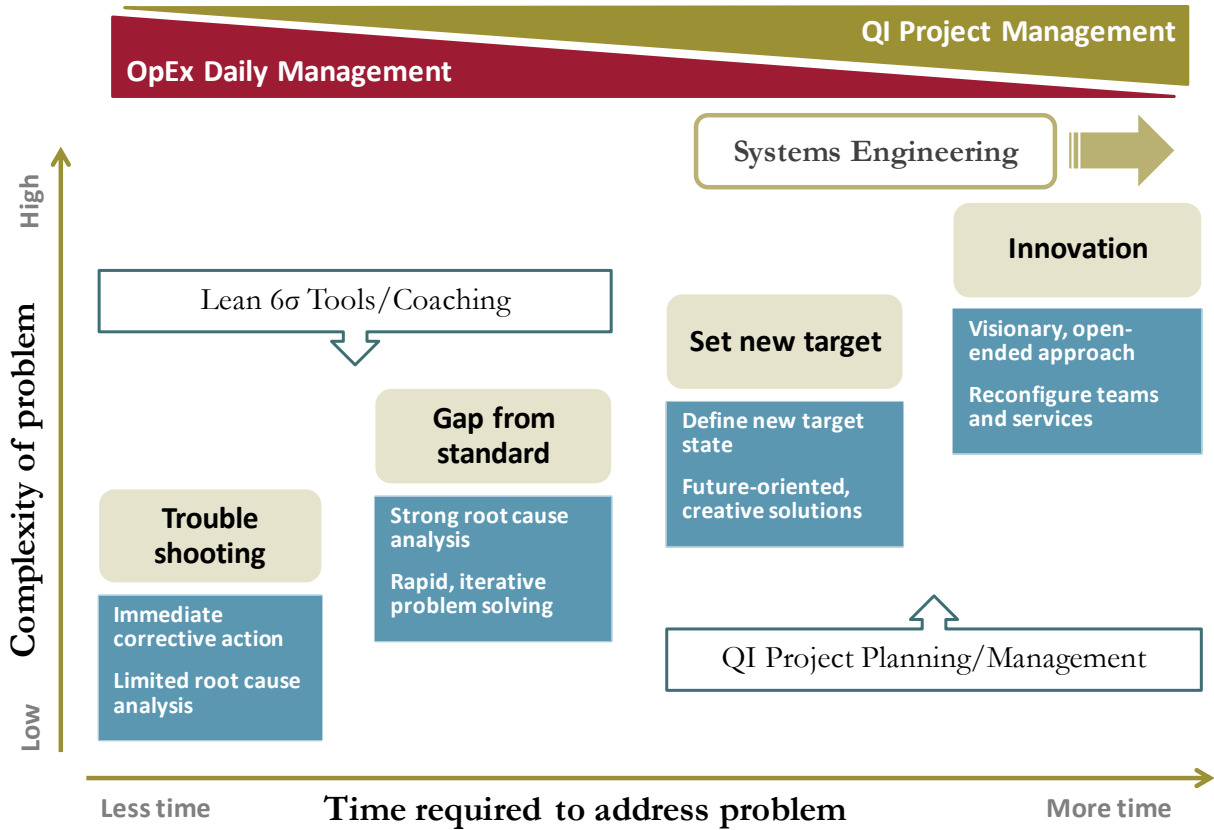 QI Project Management
OpEx Daily Management
Systems Engineering
High
Innovation
Lean 6σ Tools/Coaching
Visionary, open-
ended approach
Reconfigure teams
and services
Set new target
Define new target
state
Future-oriented,
creative solutions
Gap from
standard
Strong root cause
analysis
Rapid, iterative
problem solving
Trouble
shooting
Immediate
corrective action
Limited root cause
analysis
Complexity of problem
QI Project Planning/Management
Low
Less time
Time required to address problem
More time